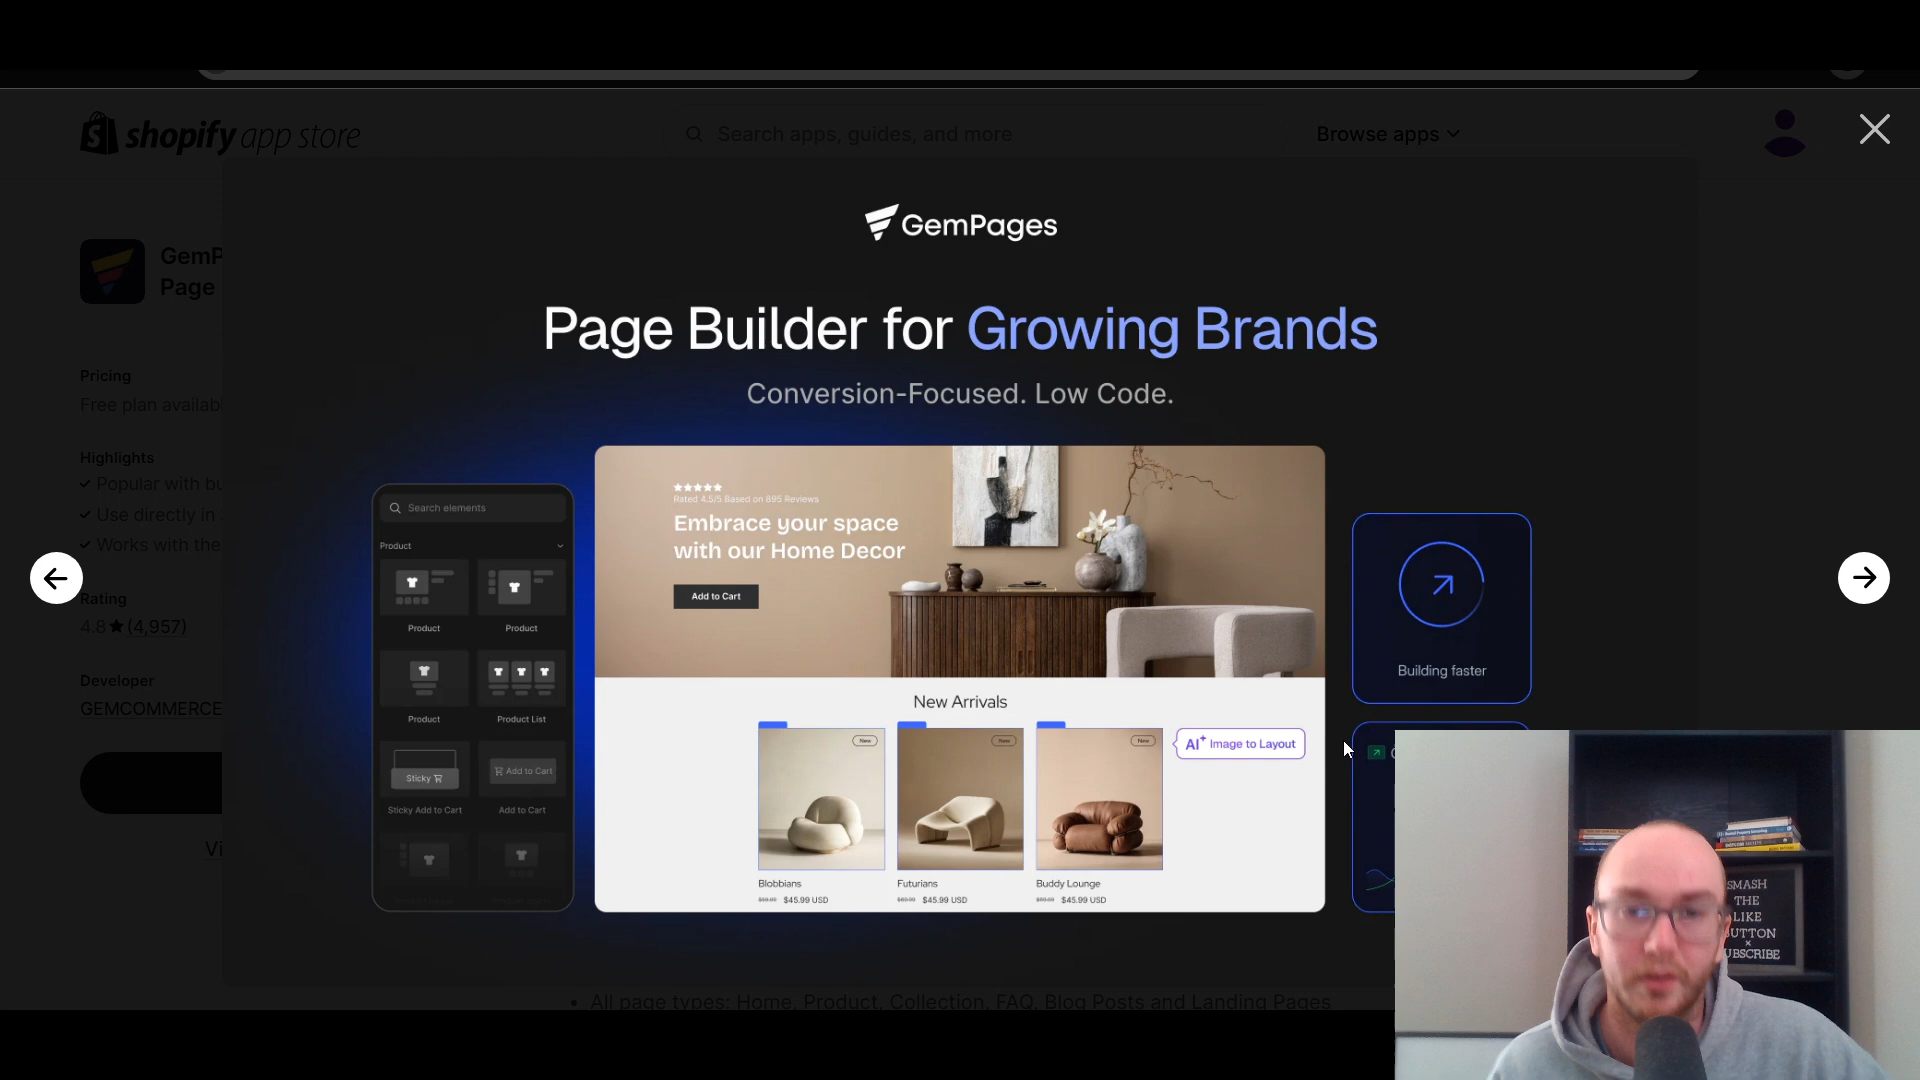 shopify app store
Search apps, guides, and more
Browse apps
GemPages
GemP
Page
Page Builder for Growing Brands
Conversion-Focused. Low Code.
Pricing
Free plan availab
Highlights
Popular with bu
Use directly in
Works with the
Rating
4.8 ★ (4,957)
Developer
GEMCOMMERCE
Vi
Search elements
Product
Product
Product
Product
Product List
Sticky
Add to Cart
Sticky Add to Cart
Add to Cart
★★★★★
Rated 4.5/5 Based on 895 Reviews
Embrace your space
with our Home Decor
Add to Cart
New Arrivals
New
New
New
AI+ Image to Layout
Blobbians
$45.99 USD
Futurians
$45.99 USD
Buddy Lounge
$45.99 USD
Building faster
• All page types: Home, Product, Collection, FAQ, Blog Posts and Landing Pages
SMASH
THE
LIKE
BUTTON
×
UBSCRIBE